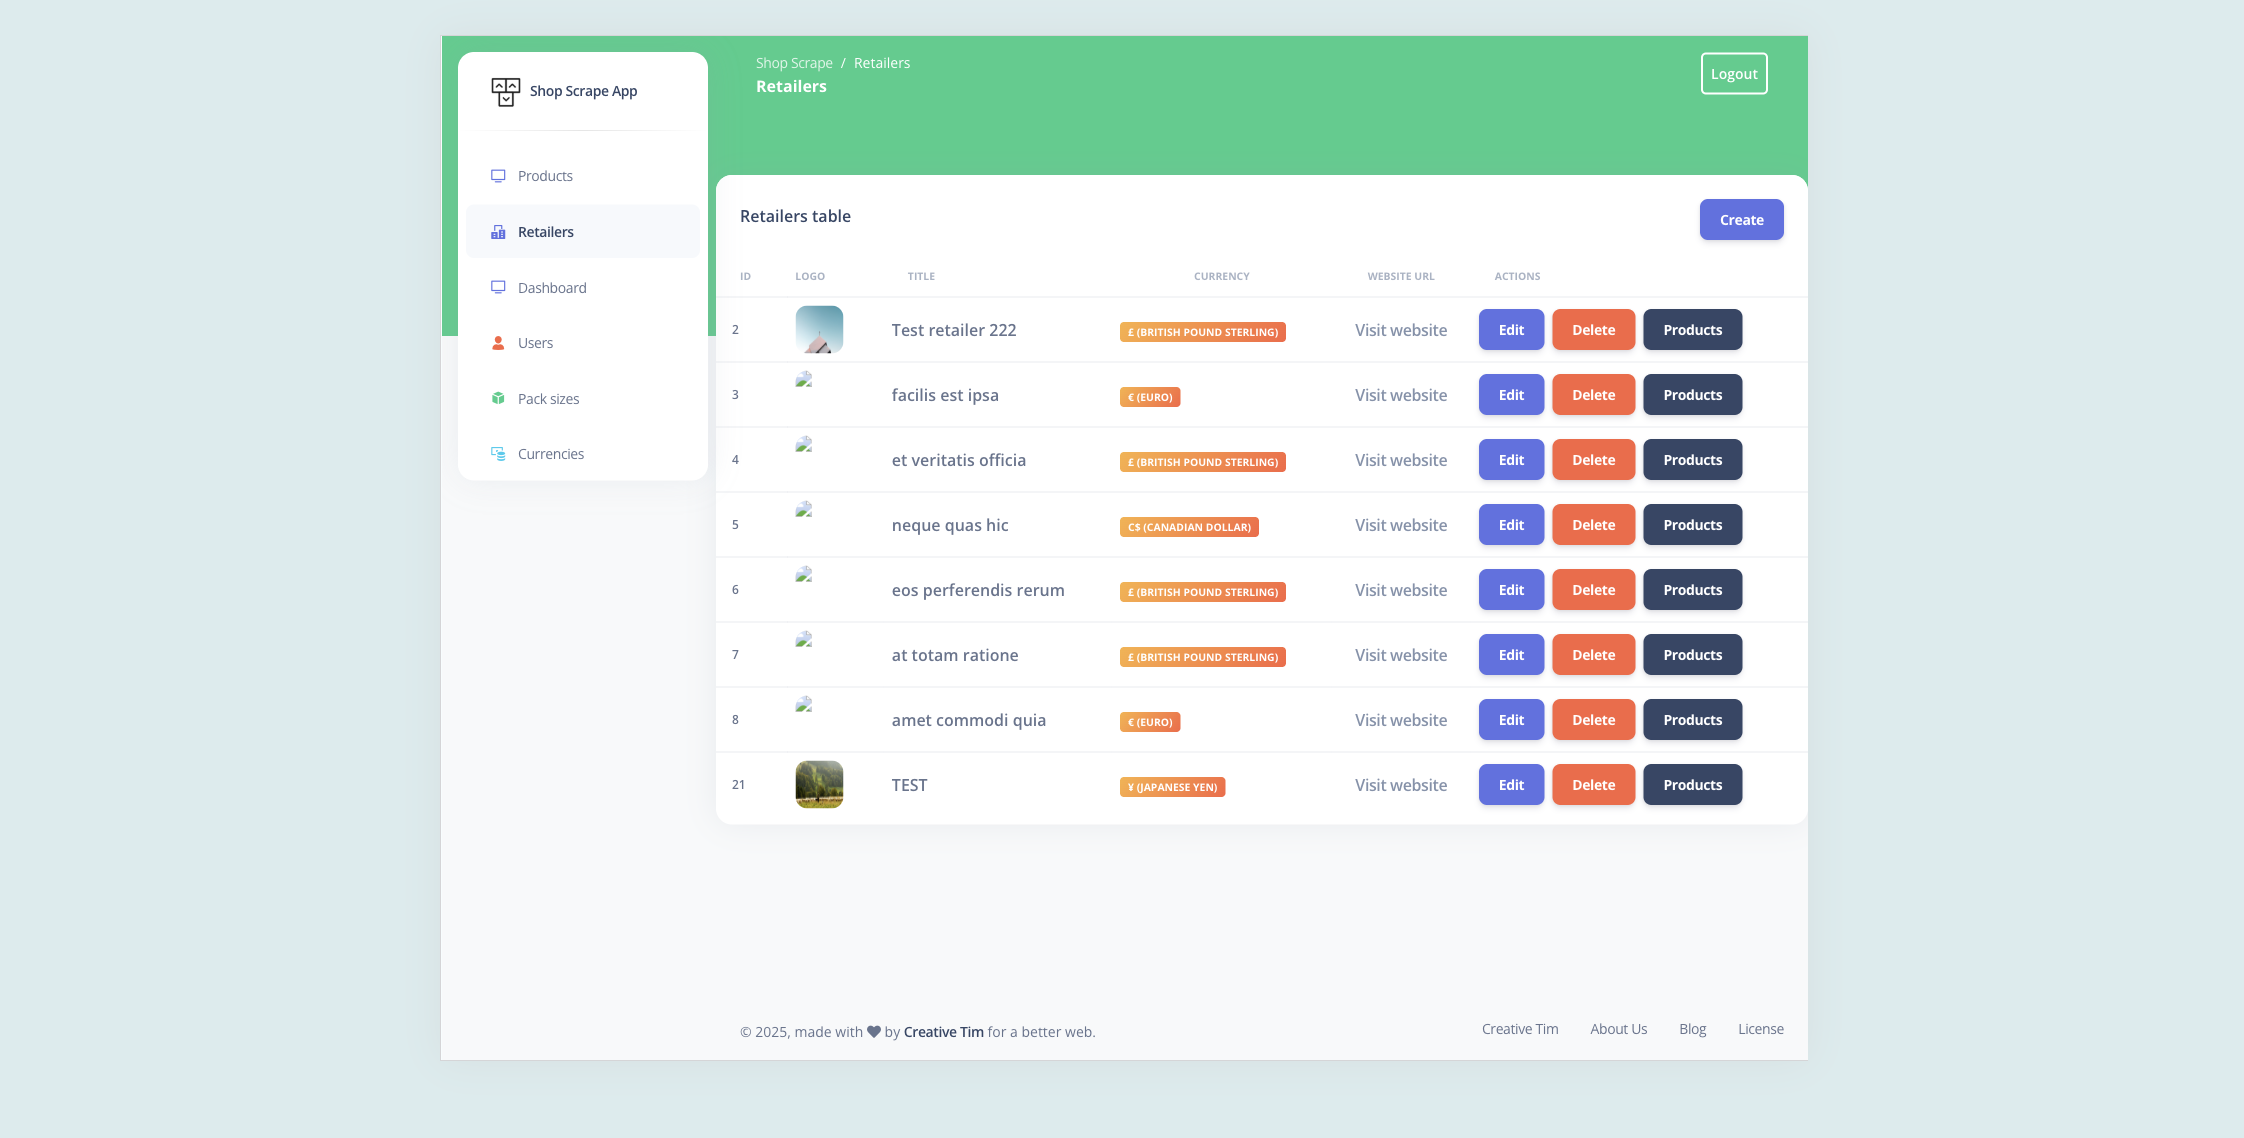 Shop Scrape App
Products
Retailers
Dashboard
Users
Pack sizes
Currencies
Shop Scrape / Retailers
Retailers
Logout
Retailers table
Create
ID LOGO TITLE CURRENCY WEBSITE URL ACTIONS
2 Test retailer 222 £ (BRITISH POUND STERLING) Visit website Edit Delete Products
3 facilis est ipsa € (EURO) Visit website Edit Delete Products
4 et veritatis officia £ (BRITISH POUND STERLING) Visit website Edit Delete Products
5 neque quas hic C$ (CANADIAN DOLLAR) Visit website Edit Delete Products
6 eos perferendis rerum £ (BRITISH POUND STERLING) Visit website Edit Delete Products
7 at totam ratione £ (BRITISH POUND STERLING) Visit website Edit Delete Products
8 amet commodi quia € (EURO) Visit website Edit Delete Products
21 TEST ¥ (JAPANESE YEN) Visit website Edit Delete Products
© 2025, made with ♥ by Creative Tim for a better web.
Creative Tim About Us Blog License